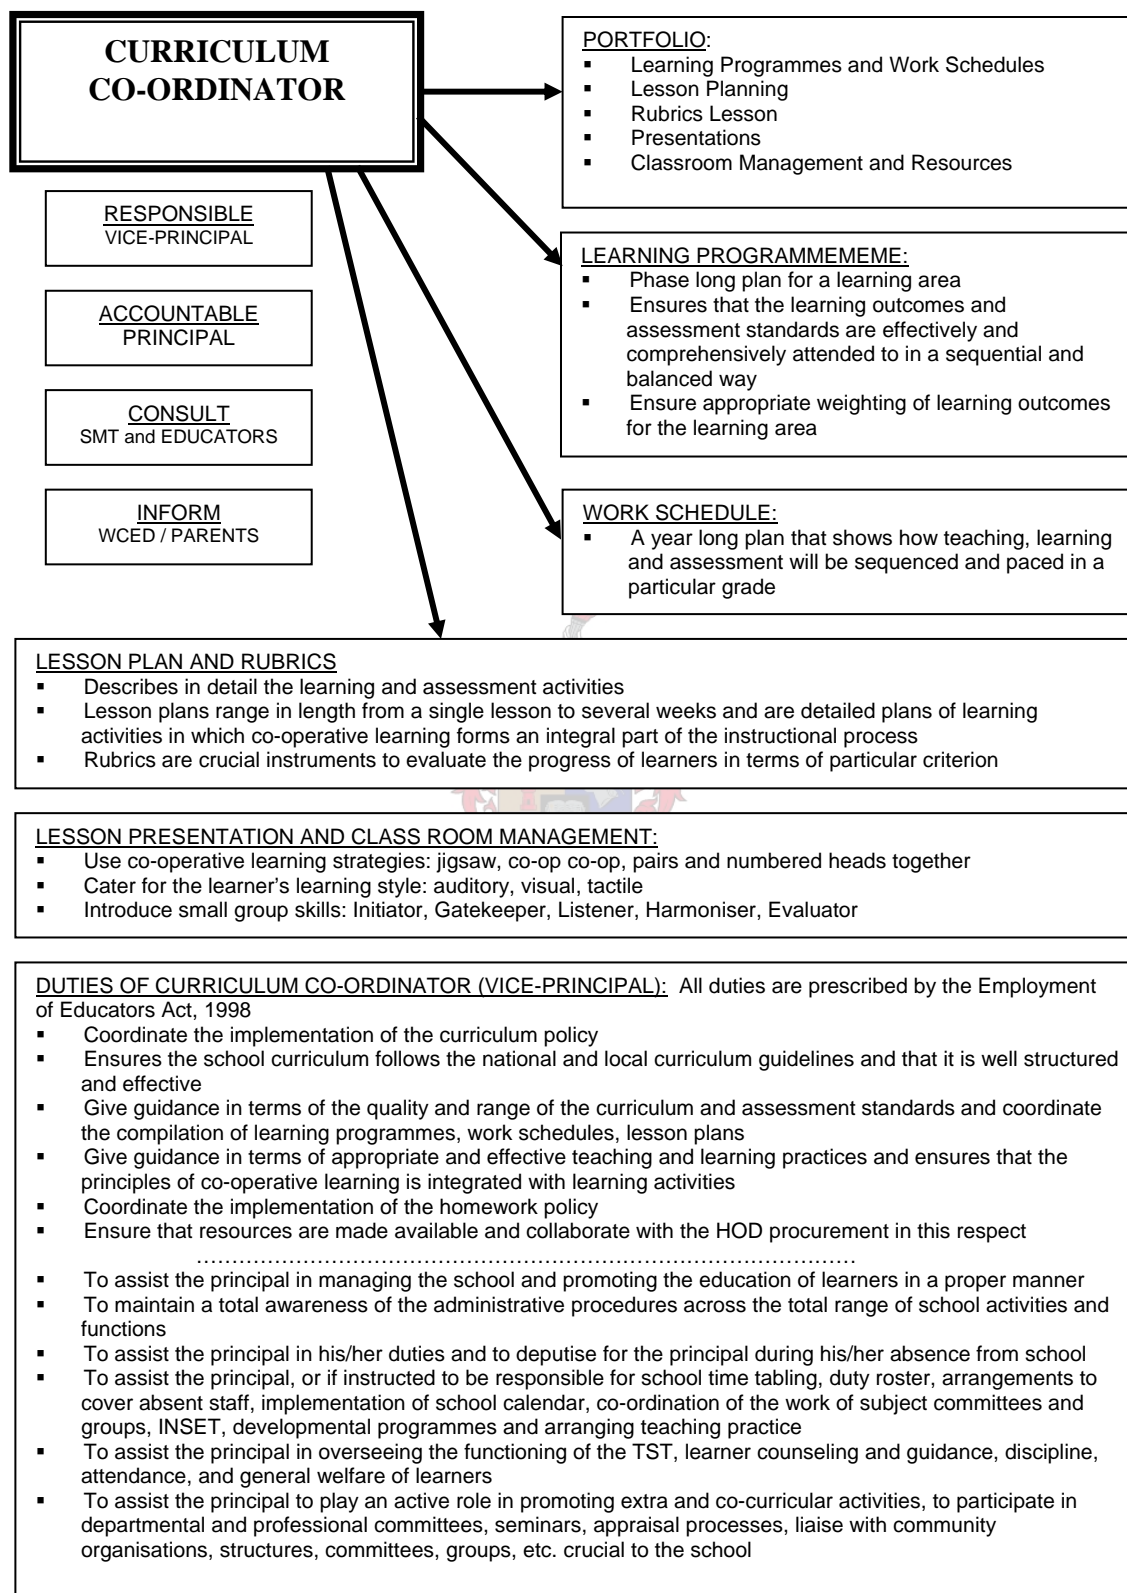 CURRICULUM
CO-ORDINATOR
PORTFOLIO:
▪ Learning Programmes and Work Schedules
▪ Lesson Planning
▪ Rubrics Lesson
▪ Presentations
▪ Classroom Management and Resources
RESPONSIBLE
VICE-PRINCIPAL
ACCOUNTABLE
PRINCIPAL
CONSULT
SMT and EDUCATORS
INFORM
WCED / PARENTS
LEARNING PROGRAMMEMEME:
▪ Phase long plan for a learning area
▪ Ensures that the learning outcomes and
assessment standards are effectively and
comprehensively attended to in a sequential and
balanced way
▪ Ensure appropriate weighting of learning outcomes
for the learning area
WORK SCHEDULE:
▪ A year long plan that shows how teaching, learning
and assessment will be sequenced and paced in a
particular grade
LESSON PLAN AND RUBRICS
▪ Describes in detail the learning and assessment activities
▪ Lesson plans range in length from a single lesson to several weeks and are detailed plans of learning
activities in which co-operative learning forms an integral part of the instructional process
▪ Rubrics are crucial instruments to evaluate the progress of learners in terms of particular criterion
LESSON PRESENTATION AND CLASS ROOM MANAGEMENT:
▪ Use co-operative learning strategies: jigsaw, co-op co-op, pairs and numbered heads together
▪ Cater for the learner's learning style: auditory, visual, tactile
▪ Introduce small group skills: Initiator, Gatekeeper, Listener, Harmoniser, Evaluator
DUTIES OF CURRICULUM CO-ORDINATOR (VICE-PRINCIPAL): All duties are prescribed by the Employment
of Educators Act, 1998
▪ Coordinate the implementation of the curriculum policy
▪ Ensures the school curriculum follows the national and local curriculum guidelines and that it is well structured
and effective
▪ Give guidance in terms of the quality and range of the curriculum and assessment standards and coordinate
the compilation of learning programmes, work schedules, lesson plans
▪ Give guidance in terms of appropriate and effective teaching and learning practices and ensures that the
principles of co-operative learning is integrated with learning activities
▪ Coordinate the implementation of the homework policy
▪ Ensure that resources are made available and collaborate with the HOD procurement in this respect
…………………………………………………………………………………
▪ To assist the principal in managing the school and promoting the education of learners in a proper manner
▪ To maintain a total awareness of the administrative procedures across the total range of school activities and
functions
▪ To assist the principal in his/her duties and to deputise for the principal during his/her absence from school
▪ To assist the principal, or if instructed to be responsible for school time tabling, duty roster, arrangements to
cover absent staff, implementation of school calendar, co-ordination of the work of subject committees and
groups, INSET, developmental programmes and arranging teaching practice
▪ To assist the principal in overseeing the functioning of the TST, learner counseling and guidance, discipline,
attendance, and general welfare of learners
▪ To assist the principal to play an active role in promoting extra and co-curricular activities, to participate in
departmental and professional committees, seminars, appraisal processes, liaise with community
organisations, structures, committees, groups, etc. crucial to the school